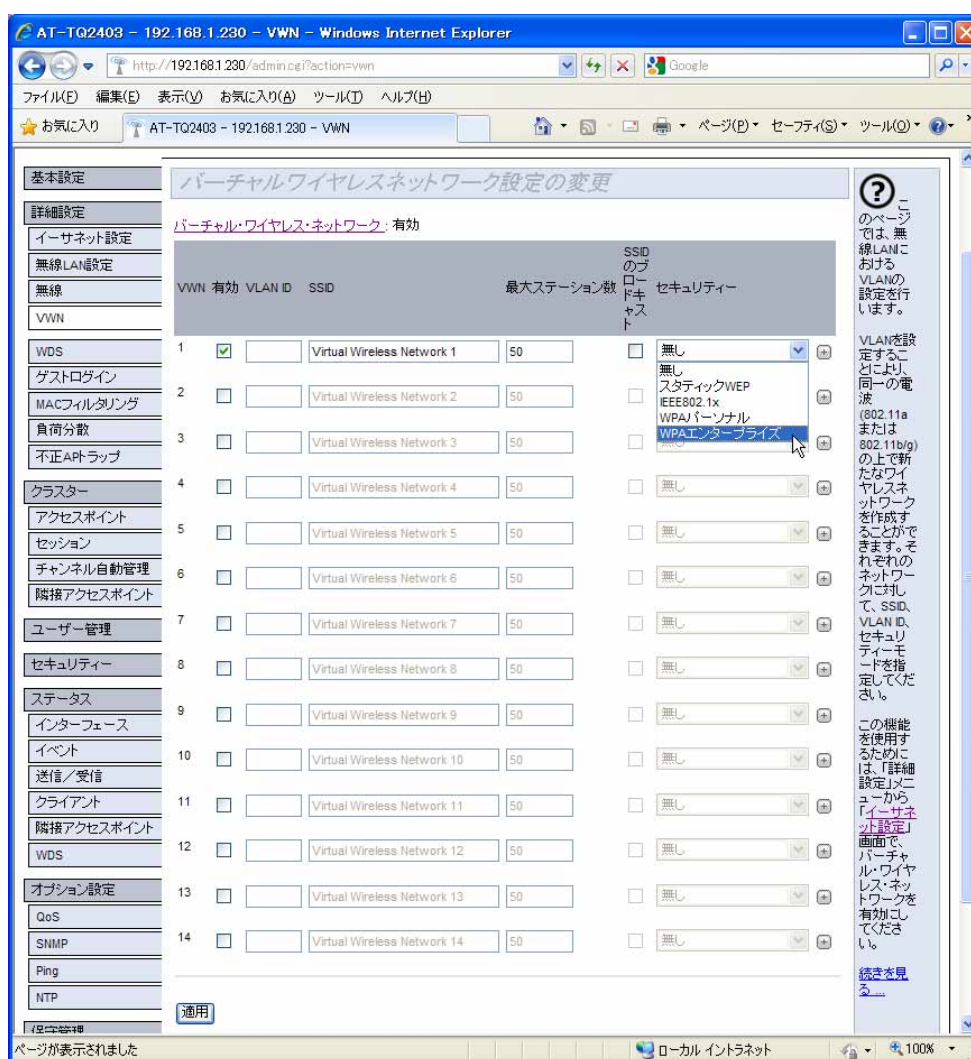 AT-TQ2403 - 192.168.1.230 - VWN - Windows Internet Explorer
http://192.168.1.230/admin.cgi?action=vwn
Google
ファイル(F) 編集(E) 表示(V) お気に入り(A) ツール(T) ヘルプ(H)
お気に入り
AT-TQ2403 - 192.168.1.230 - VWN
ページ(P) セーフティ(S) ツール(O)
基本設定
詳細設定
イーサネット設定
無線LAN設定
無線
VWN
WDS
ゲストログイン
MACフィルタリング
負荷分散
不正APトラップ
クラスター
アクセスポイント
セッション
チャンネル自動管理
隣接アクセスポイント
ユーザー管理
セキュリティー
ステータス
インターフェース
イベント
送信／受信
クライアント
隣接アクセスポイント
WDS
オプション設定
QoS
SNMP
Ping
NTP
保守管理
バーチャルワイヤレスネットワーク設定の変更
バーチャル・ワイヤレス・ネットワーク : 有効
VWN 有効 VLAN ID SSID 最大ステーション数
SSID
のブ
ロー
ドキ
ャス
ト
セキュリティー
1 Virtual Wireless Network 1 50 無し
無し
スタティックWEP
IEEE802.1x
WPAパーソナル
WPAエンタープライズ
2 Virtual Wireless Network 2 50
3 Virtual Wireless Network 3 50 無し
4 Virtual Wireless Network 4 50 無し
5 Virtual Wireless Network 5 50 無し
6 Virtual Wireless Network 6 50 無し
7 Virtual Wireless Network 7 50 無し
8 Virtual Wireless Network 8 50 無し
9 Virtual Wireless Network 9 50 無し
10 Virtual Wireless Network 10 50 無し
11 Virtual Wireless Network 11 50 無し
12 Virtual Wireless Network 12 50 無し
13 Virtual Wireless Network 13 50 無し
14 Virtual Wireless Network 14 50 無し
適用
? こ
のページ
では、無
線LANに
おける
VLANの
設定を行
います。
VLANを設
定するこ
とにより、
同一の電
波
(802.11a
または
802.11b/g)
の上で新
たなワイ
ヤレスネ
ットワーク
を作成す
ることがで
きます。そ
れぞれの
ネットワー
クに対し
て、SSID、
VLAN ID、
セキュリ
ティーモ
ードを指
定してくだ
さい。
この機能
を使用す
るために
は、「詳細
設定」メニ
ューから
「イーサネ
ット設定」
画面で、
バーチャ
ル・ワイヤ
レス・ネッ
トワークを
有効にし
てくださ
い。
続きを見
る ...
ページが表示されました
ローカル イントラネット
100%